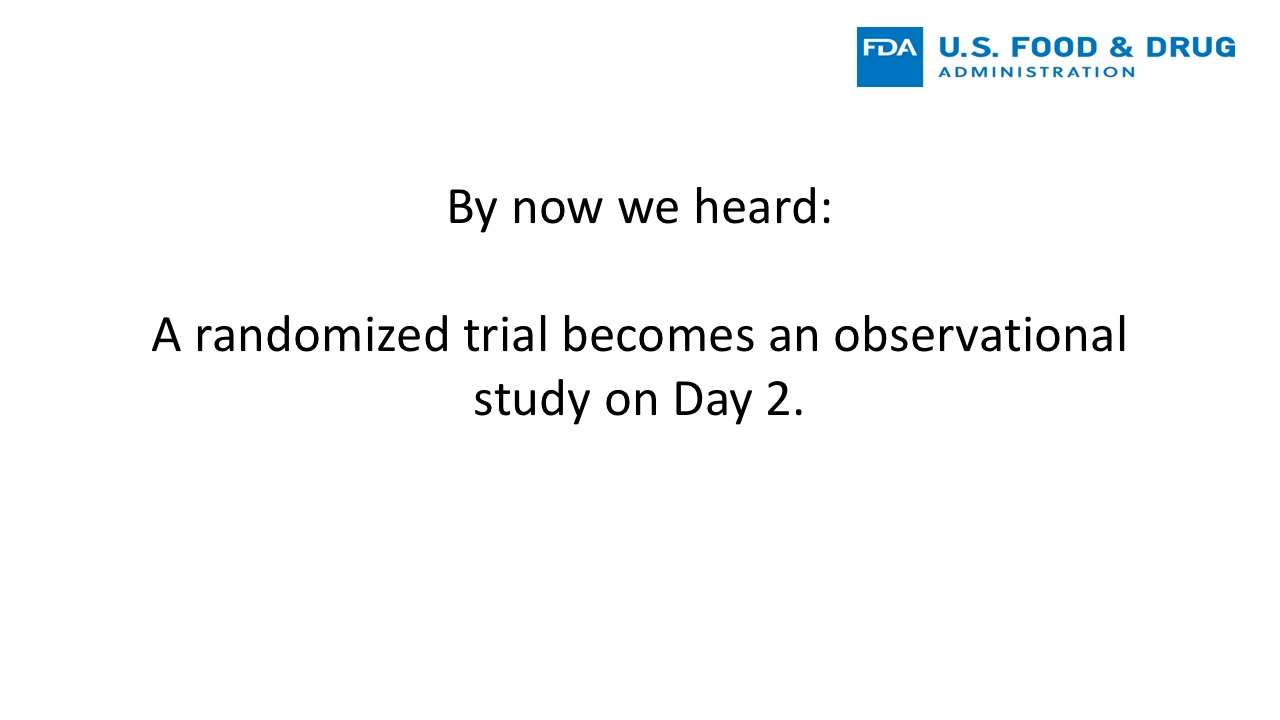 FDA
U.S. FOOD & DRUG
ADMINISTRATION
By now we heard:
A randomized trial becomes an observational
study on Day 2.